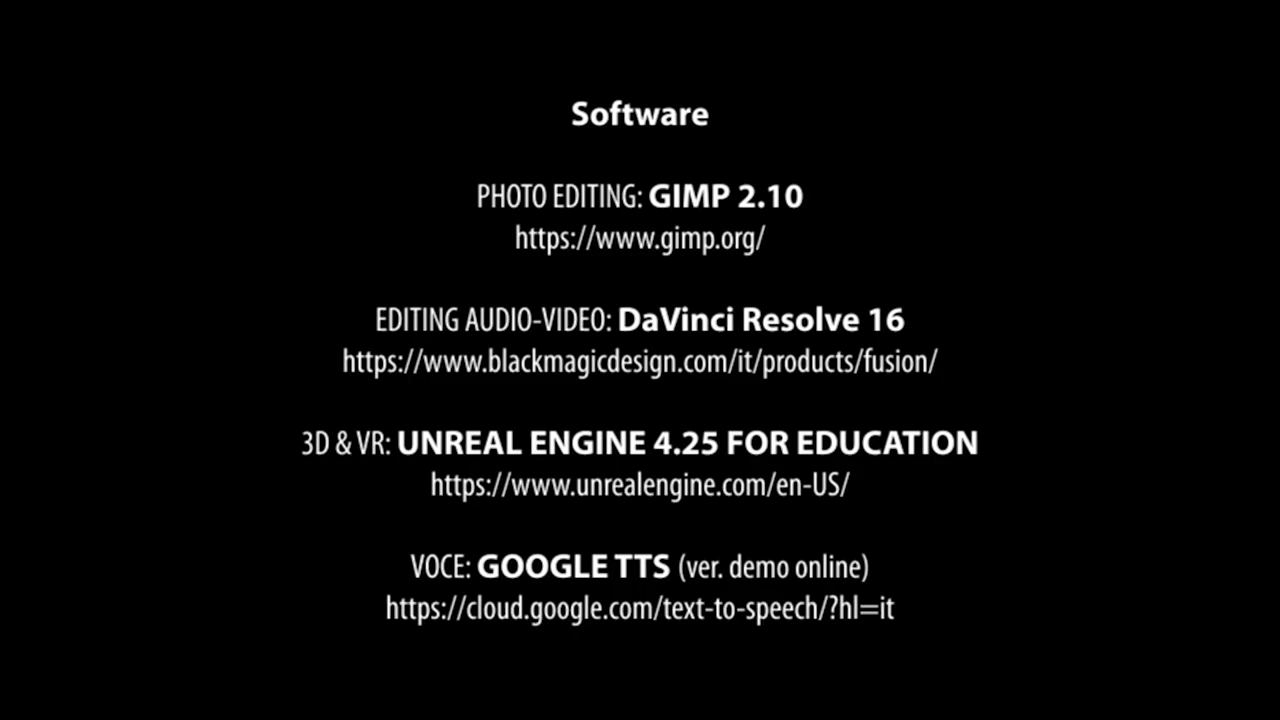 Software
PHOTO EDITING: GIMP 2.10
https://www.gimp.org/
EDITING AUDIO-VIDEO: DaVinci Resolve 16
https://www.blackmagicdesign.com/it/products/fusion/
3D & VR: UNREAL ENGINE 4.25 FOR EDUCATION
https://www.unrealengine.com/en-US/
VOCE: GOOGLE TTS (ver. demo online)
https://cloud.google.com/text-to-speech/?hl=it